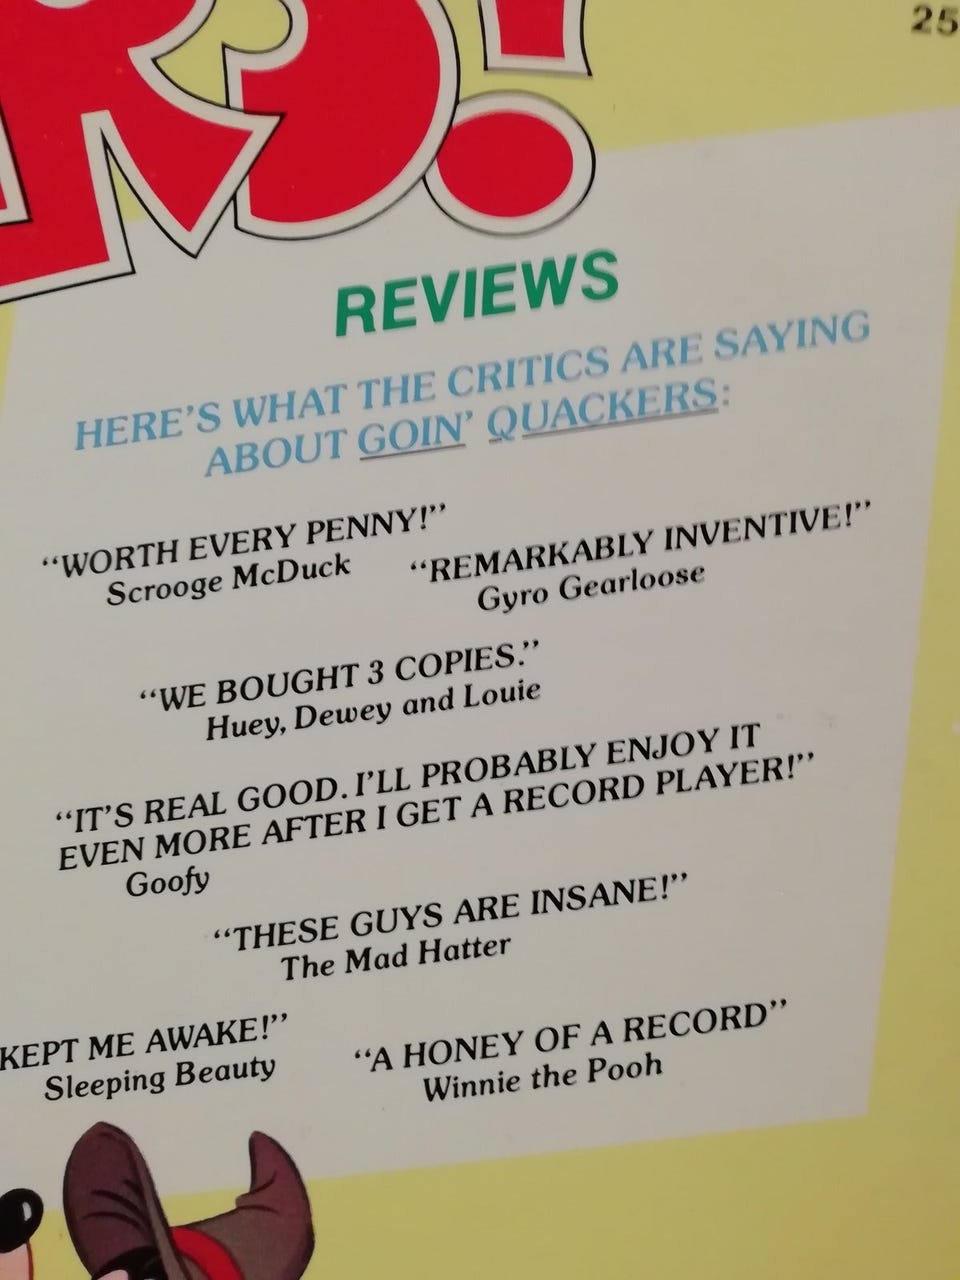 RS!
25
REVIEWS
HERE'S WHAT THE CRITICS ARE SAYING
ABOUT GOIN' QUACKERS:
“WORTH EVERY PENNY!”
Scrooge McDuck
“REMARKABLY INVENTIVE!”
Gyro Gearloose
“WE BOUGHT 3 COPIES.”
Huey, Dewey and Louie
“IT'S REAL GOOD. I'LL PROBABLY ENJOY IT
EVEN MORE AFTER I GET A RECORD PLAYER!”
Goofy
“THESE GUYS ARE INSANE!”
The Mad Hatter
KEPT ME AWAKE!”
Sleeping Beauty
“A HONEY OF A RECORD”
Winnie the Pooh